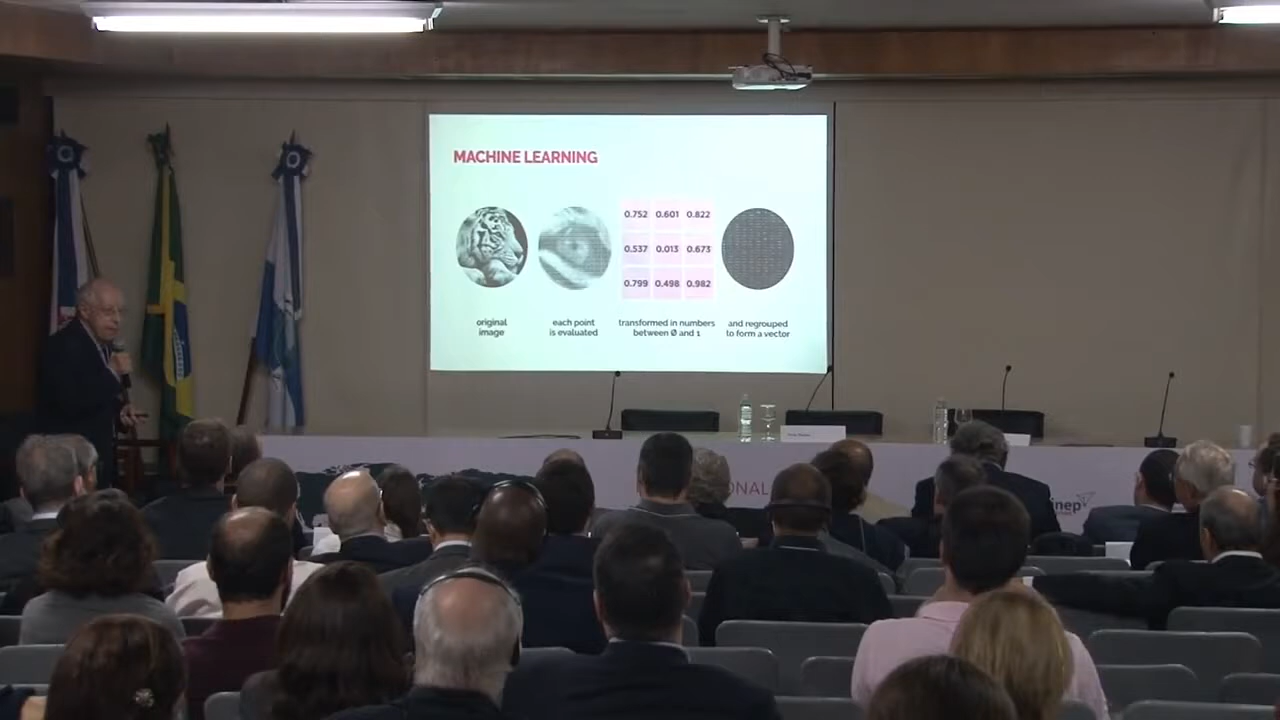 MACHINE LEARNING
0.752 0.601 0.822
0.537 0.013 0.673
0.799 0.498 0.982
original
image
each point
is evaluated
transformed in numbers
between Ø and 1
and regrouped
to form a vector
ONAL
inep